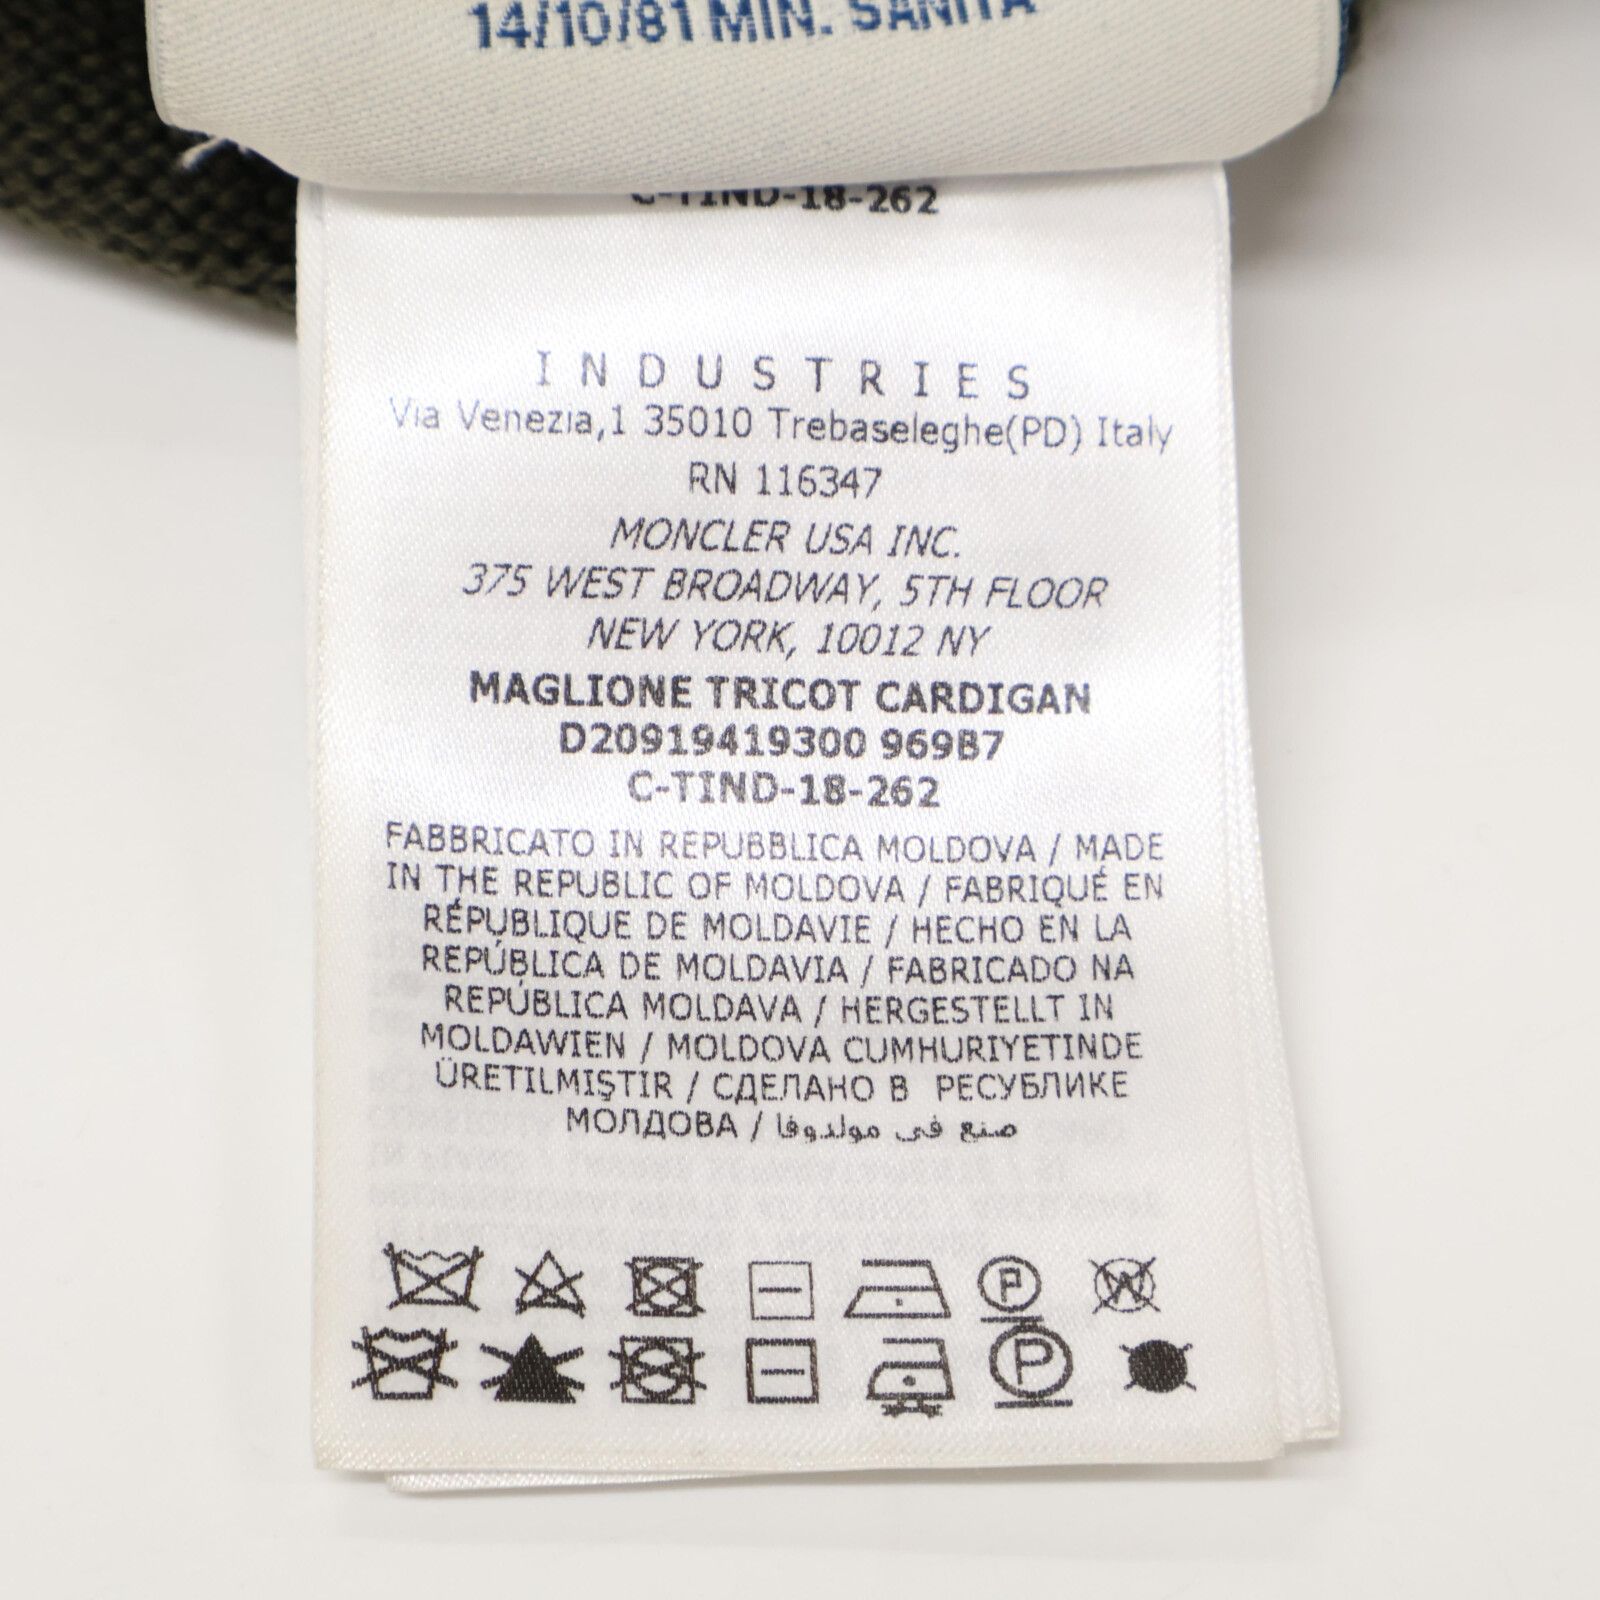 14/10/81 MIN. SANITA
C-TIND-18-262
INDUSTRIES
Via Venezia,1 35010 Trebaseleghe(PD) Italy
RN 116347
MONCLER USA INC.
375 WEST BROADWAY, 5TH FLOOR
NEW YORK, 10012 NY
MAGLIONE TRICOT CARDIGAN
D20919419300 969B7
C-TIND-18-262
FABBRICATO IN REPUBBLICA MOLDOVA / MADE
IN THE REPUBLIC OF MOLDOVA / FABRIQUÉ EN
RÉPUBLIQUE DE MOLDAVIE / HECHO EN LA
REPÚBLICA DE MOLDAVIA / FABRICADO NA
REPÚBLICA MOLDAVA / HERGESTELLT IN
MOLDAWIEN / MOLDOVA CUMHURIYETINDE
ÜRETILMIŞTIR / СДЕЛАНО В РЕСУБЛИКЕ
МОЛДОВА / صنع في مولدوفا
P W
P